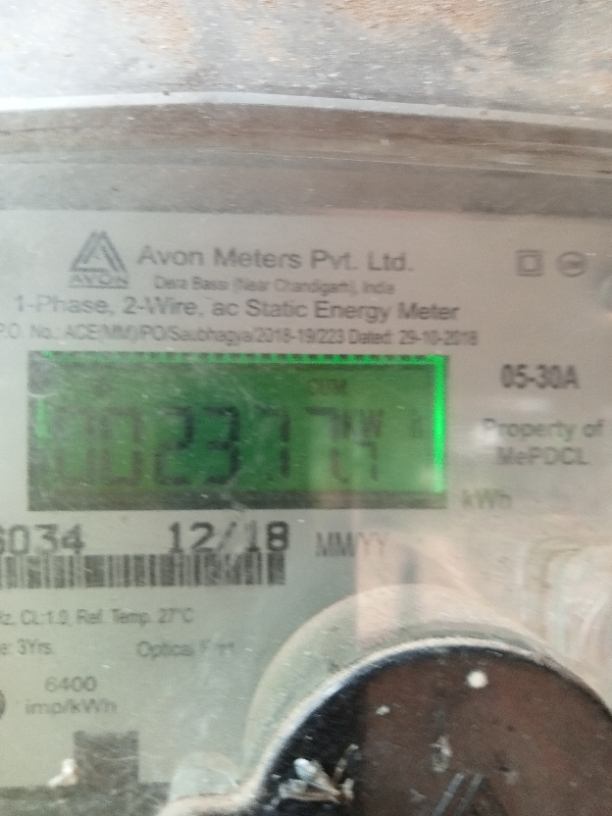 AVON
Avon Meters Pvt. Ltd.
Dera Bassi (Near Chandigarh), India
1-Phase, 2-Wire, ac Static Energy Meter
P.O. No.: ACE(MM)/PO/Saubhagya/2018-19/223 Dated: 29-10-2018
CUM
002377
kW h
05-30A
Property of
MePDCL
kWh
6034 12/18 MM/YY
Hz, CL:1.0, Ref. Temp. 27°C
3Yrs. Optical
6400
imp/kWh